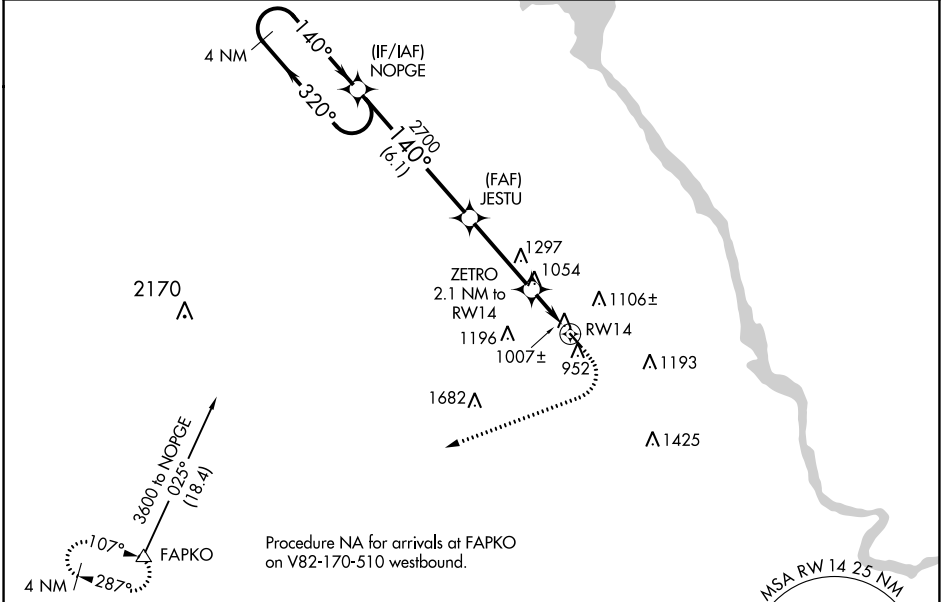 4 NM
140°
320°
(IF/IAF)
NOPGE
2700
140°
(6.1)
(FAF)
JESTU
1297
1054
ZETRO
2.1 NM to
RW14
2170
1106±
1196
RW14
1007±
952
1193
1682
1425
3600 to NOPGE
025°
(18.4)
107°
FAPKO
4 NM
287°
Procedure NA for arrivals at FAPKO
on V82-170-510 westbound.
MSA RW 14 25 NM